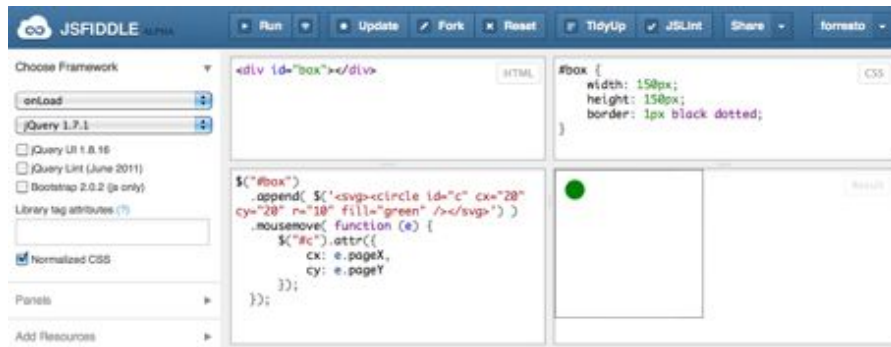 JSFIDDLE ALPHA
Run
Update
Fork
Reset
TidyUp
JSLint
Share
forresto
Choose Framework
onLoad
jQuery 1.7.1
jQuery UI 1.8.16
jQuery Lint (June 2011)
Bootstrap 2.0.2 (js only)
Library tag attributes (?)
Normalized CSS
Panels
Add Resources
<div id="box"></div>
HTML
#box {
width: 150px;
height: 150px;
border: 1px black dotted;
}
CSS
$("#box")
.append( $('<svg><circle id="c" cx="20"
cy="20" r="10" fill="green" /></svg>') )
.mousemove( function (e) {
$("#c").attr({
cx: e.pageX,
cy: e.pageY
});
});
Result